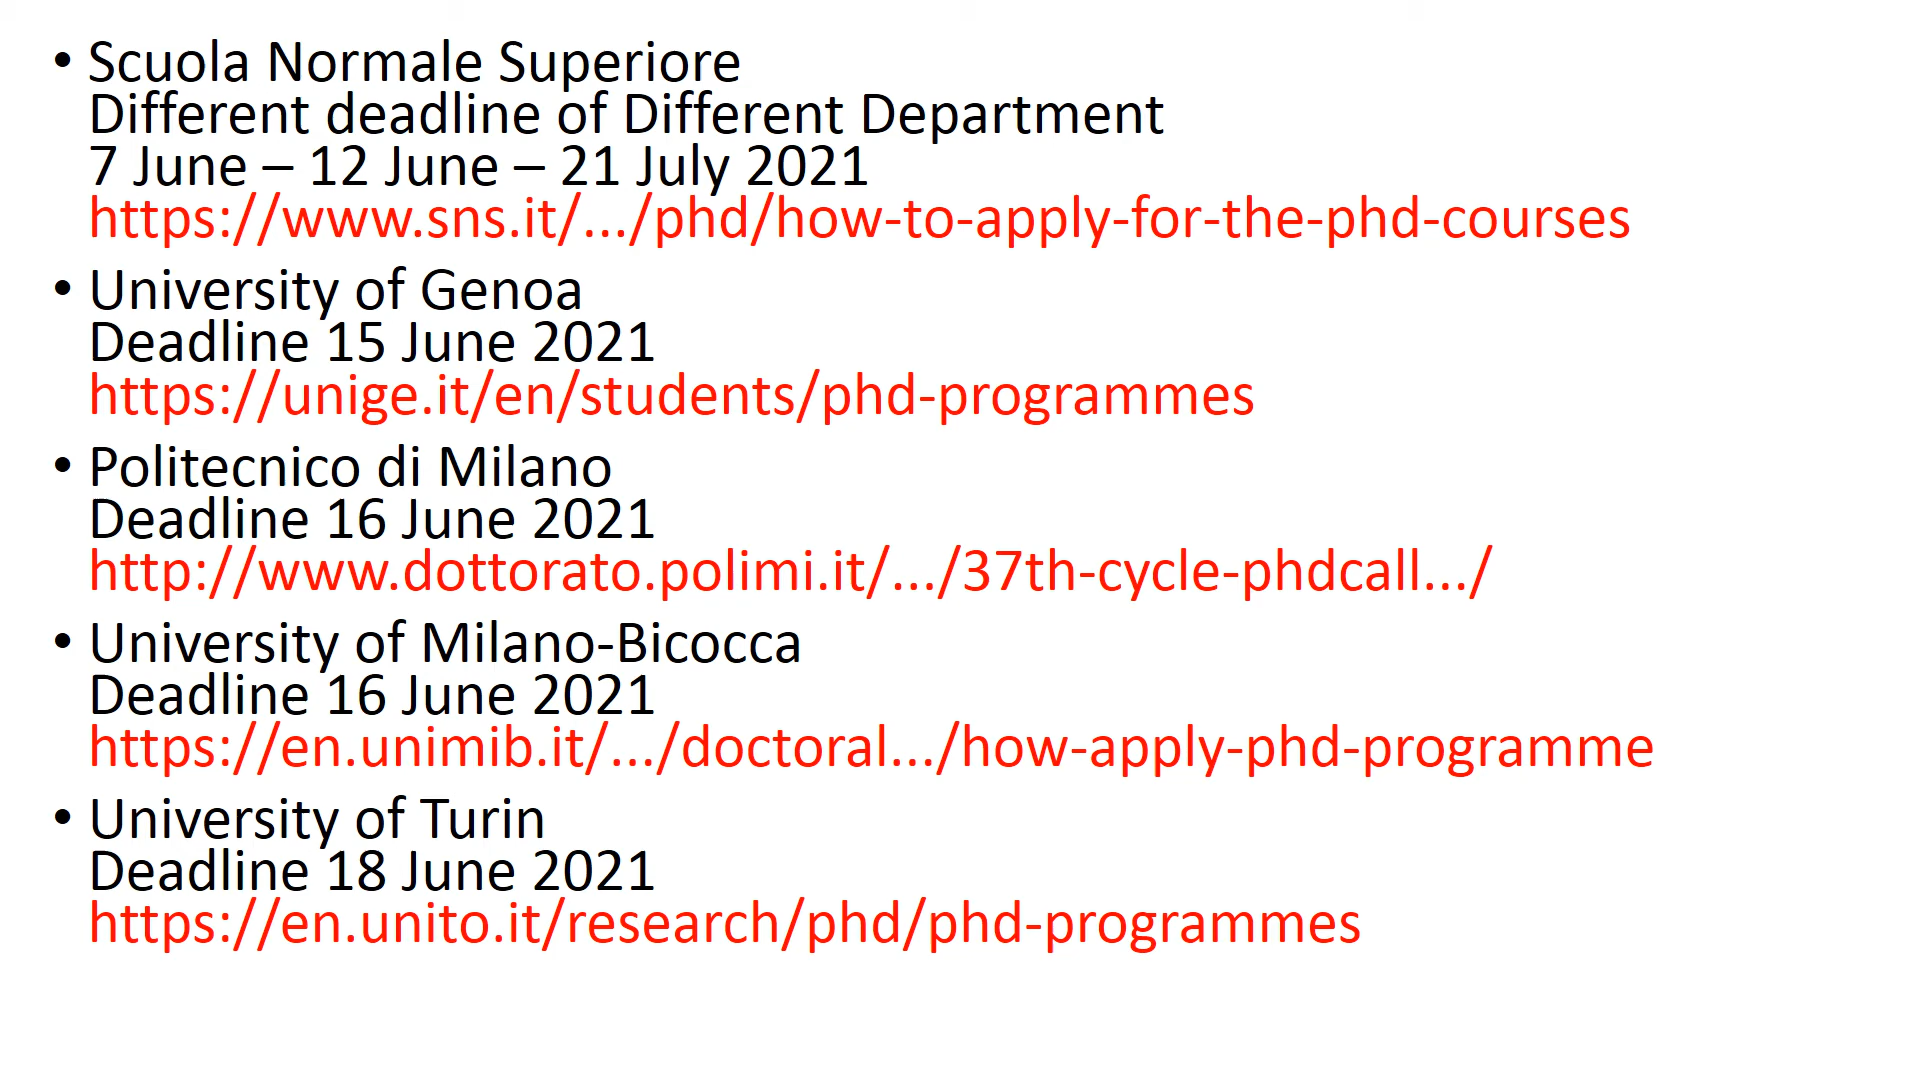 • Scuola Normale Superiore
Different deadline of Different Department
7 June – 12 June – 21 July 2021
https://www.sns.it/.../phd/how-to-apply-for-the-phd-courses
• University of Genoa
Deadline 15 June 2021
https://unige.it/en/students/phd-programmes
• Politecnico di Milano
Deadline 16 June 2021
http://www.dottorato.polimi.it/.../37th-cycle-phdcall.../
• University of Milano-Bicocca
Deadline 16 June 2021
https://en.unimib.it/.../doctoral.../how-apply-phd-programme
• University of Turin
Deadline 18 June 2021
https://en.unito.it/research/phd/phd-programmes